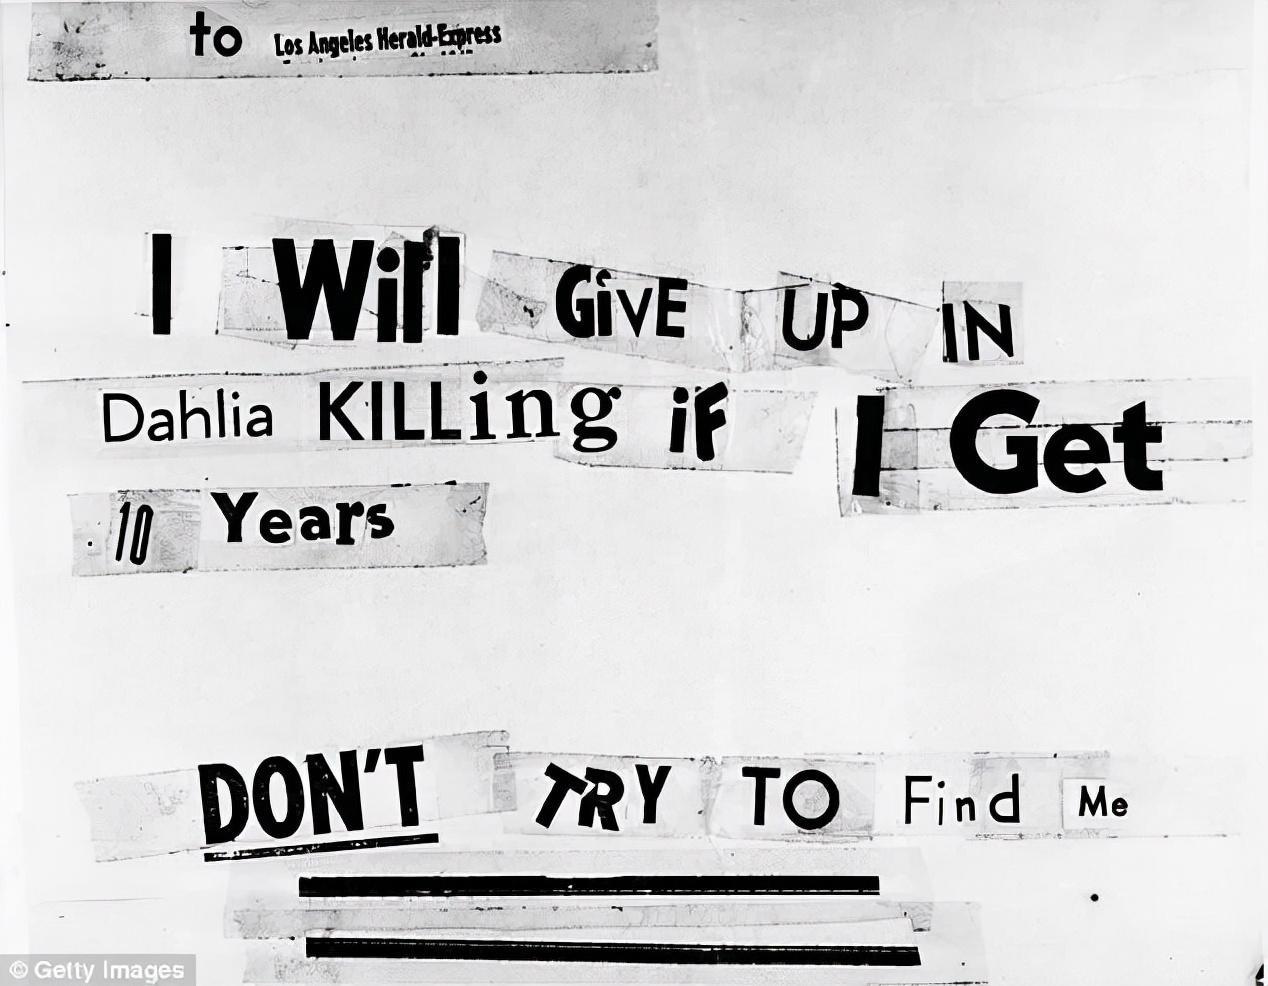 to Los Angeles Herald-Express
I Will GiVE UP IN
Dahlia KILLing iF I Get
10 Years
DON'T TRY TO Find Me
© Getty Images